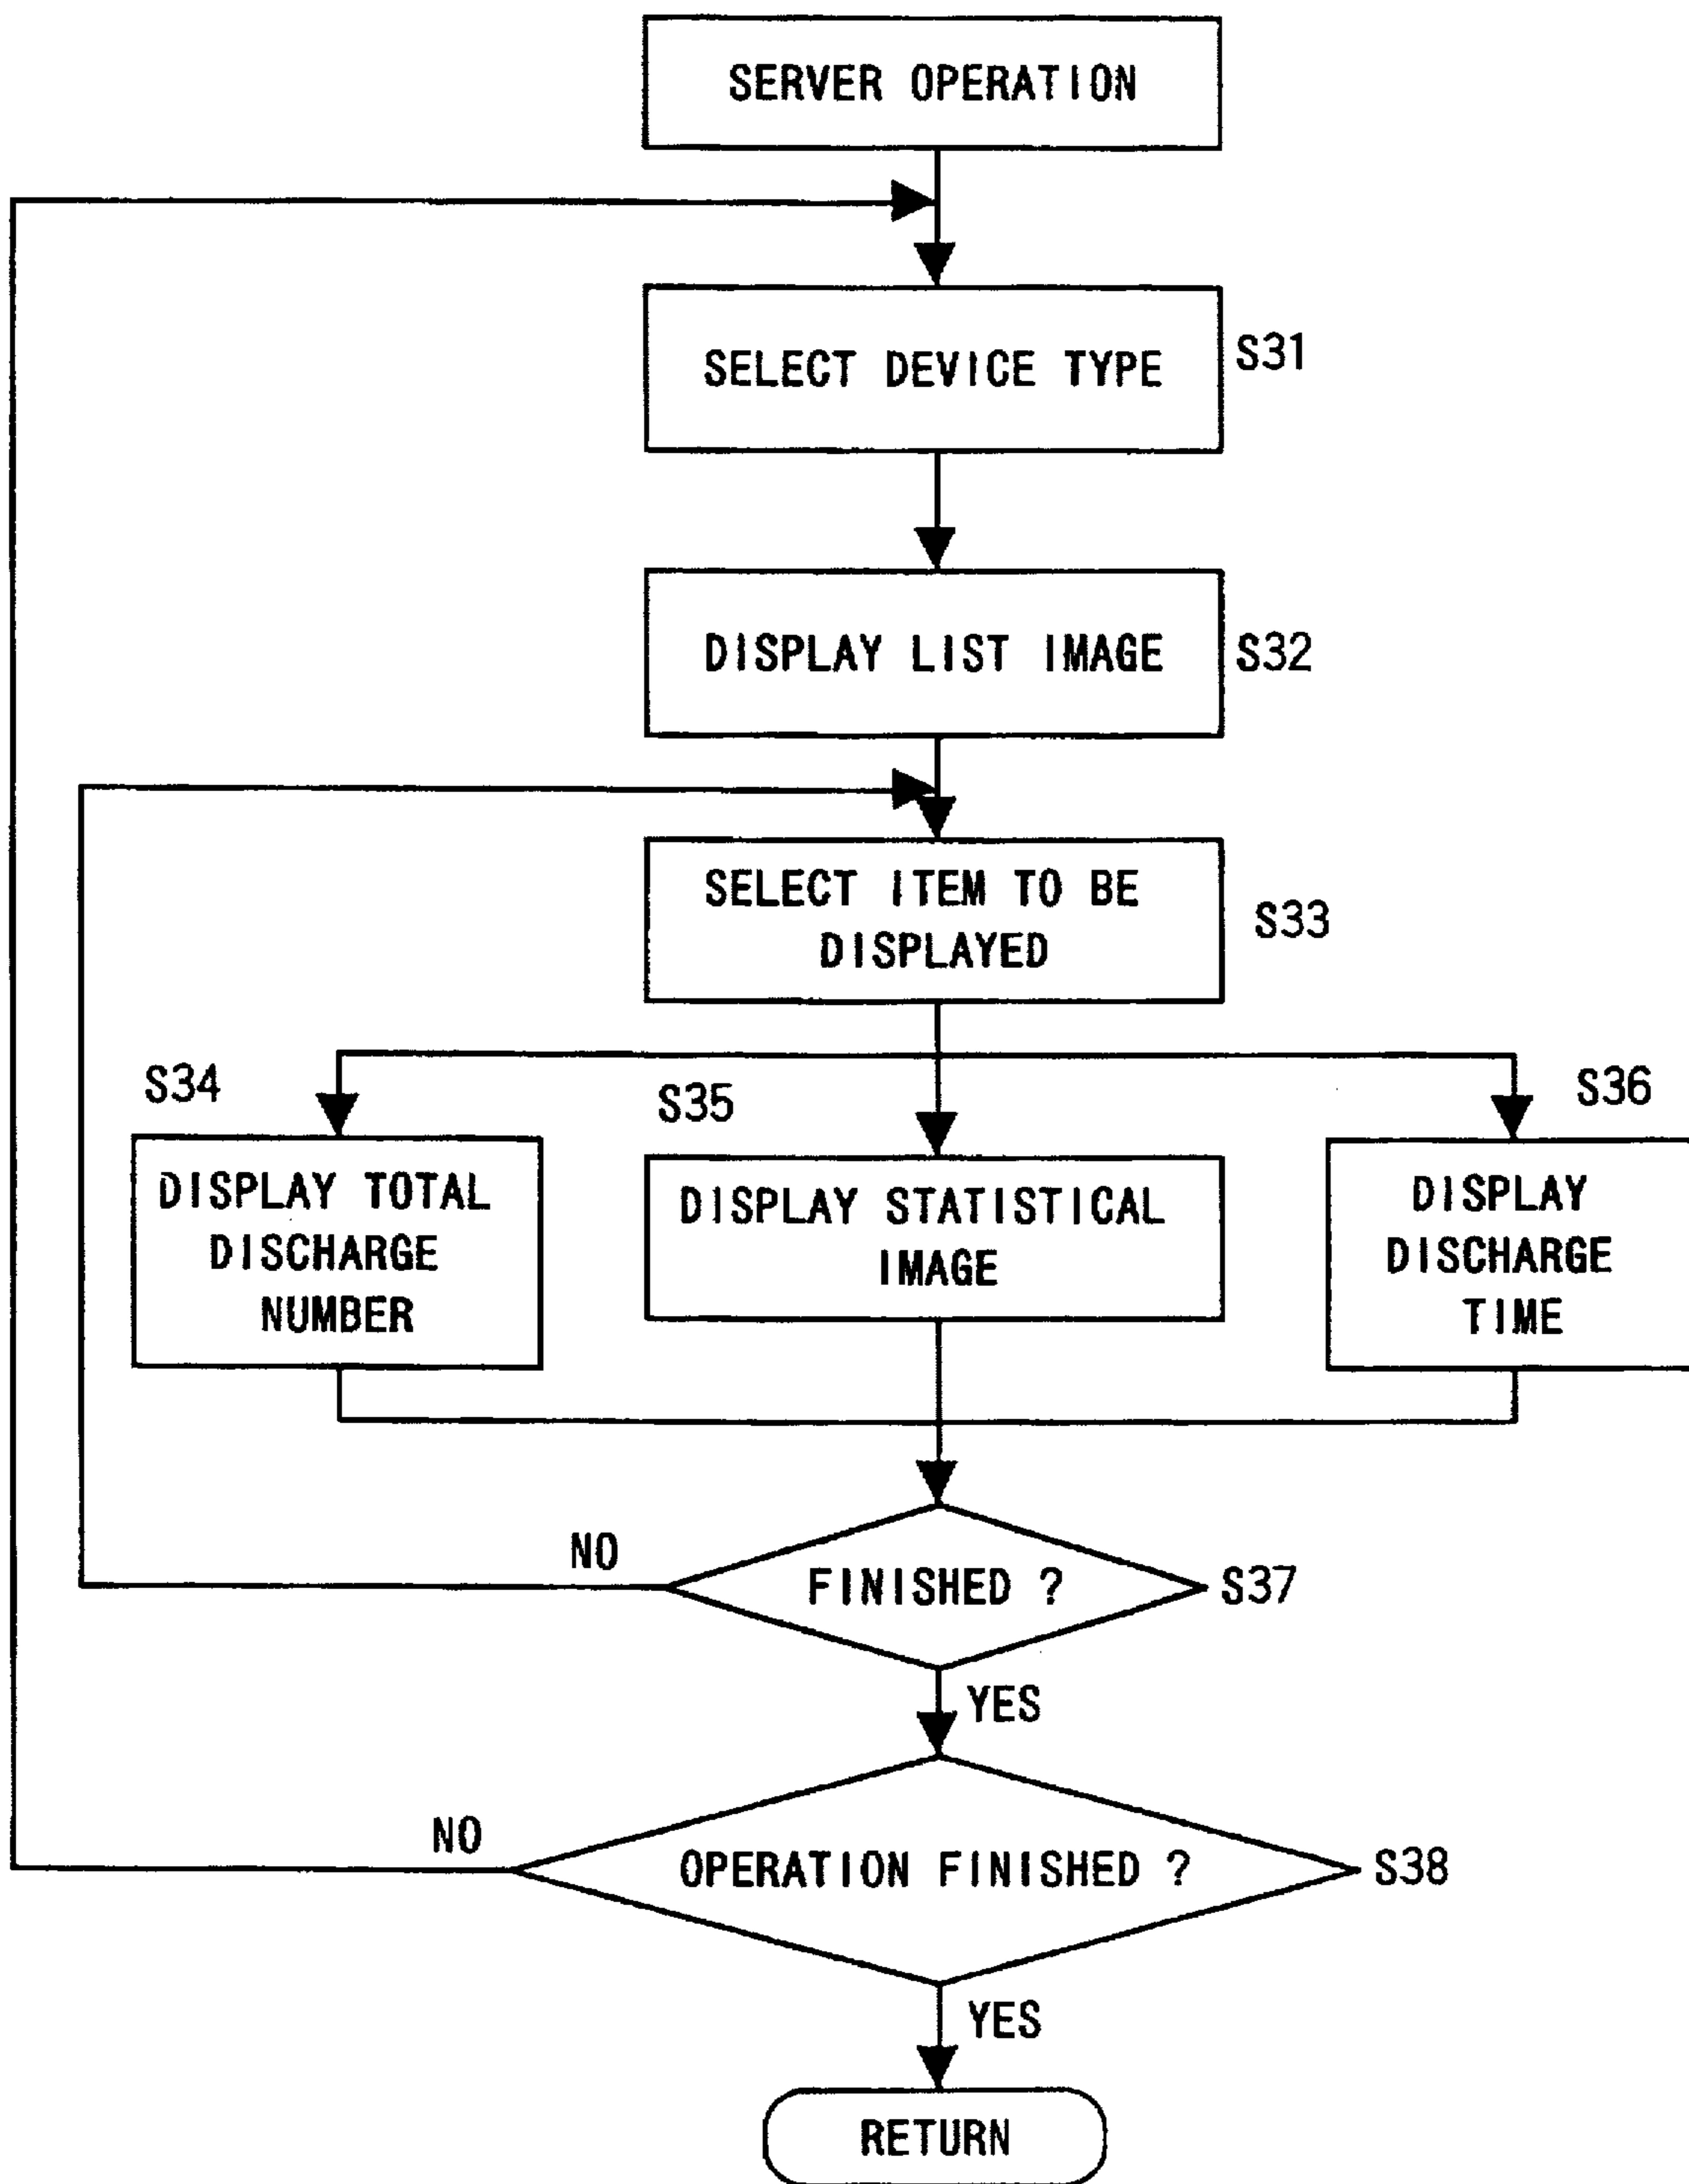 SERVER OPERATION
SELECT DEVICE TYPE
S31
DISPLAY LIST IMAGE
S32
SELECT ITEM TO BE
DISPLAYED
S33
S34
DISPLAY TOTAL
DISCHARGE
NUMBER
S35
DISPLAY STATISTICAL
IMAGE
S36
DISPLAY
DISCHARGE
TIME
NO
FINISHED ?
S37
YES
NO
OPERATION FINISHED ?
S38
YES
RETURN